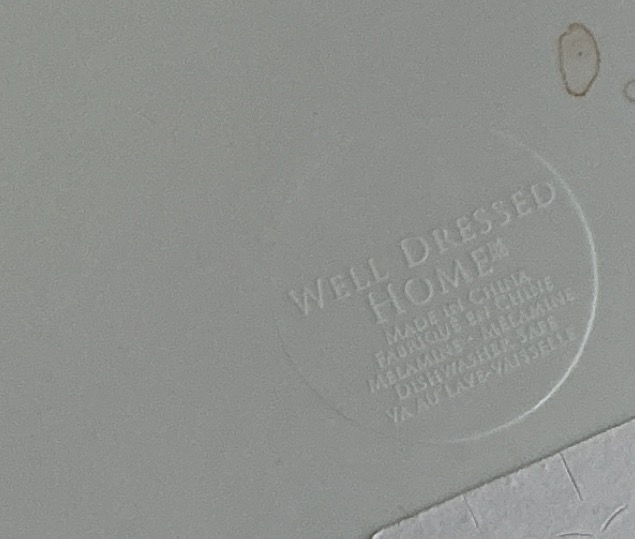 WELL DRESSED
HOME
MADE IN CHINA
FABRIQUÉ EN CHINE
MELAMINE - MÉLAMINE
DISHWASHER SAFE
VA AU LAVE-VAISSELLE